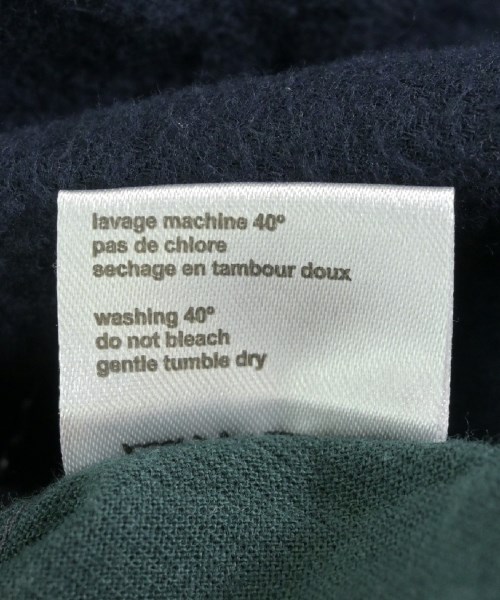 lavage machine 40°
pas de chlore
sechage en tambour doux
washing 40°
do not bleach
gentle tumble dry